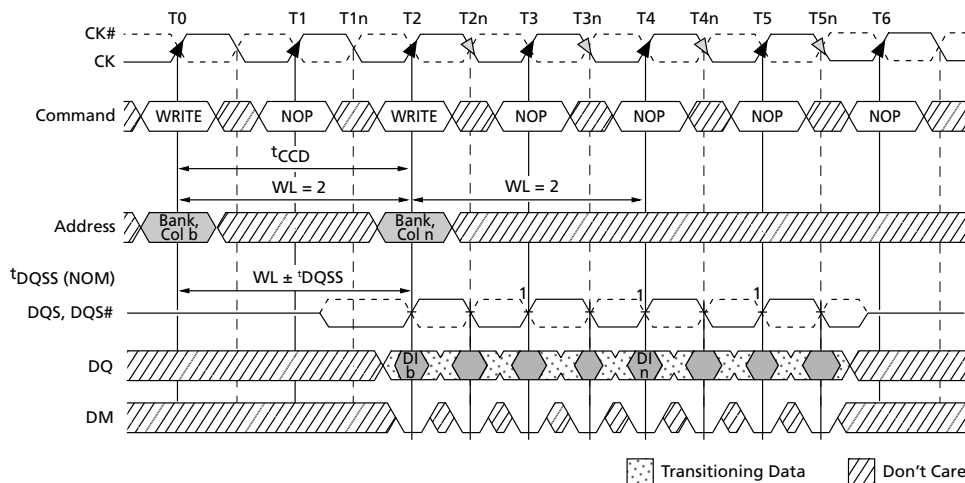 T0 T1 T1n T2 T2n T3 T3n T4 T4n T5 T5n T6
CK#
CK
Command WRITE NOP WRITE NOP NOP NOP NOP
tCCD
WL = 2 WL = 2
Address Bank, Col b Bank, Col n
tDQSS (NOM)
WL ± tDQSS
DQS, DQS# 1 1 1
DQ DI b DI n
DM
Transitioning Data Don't Care